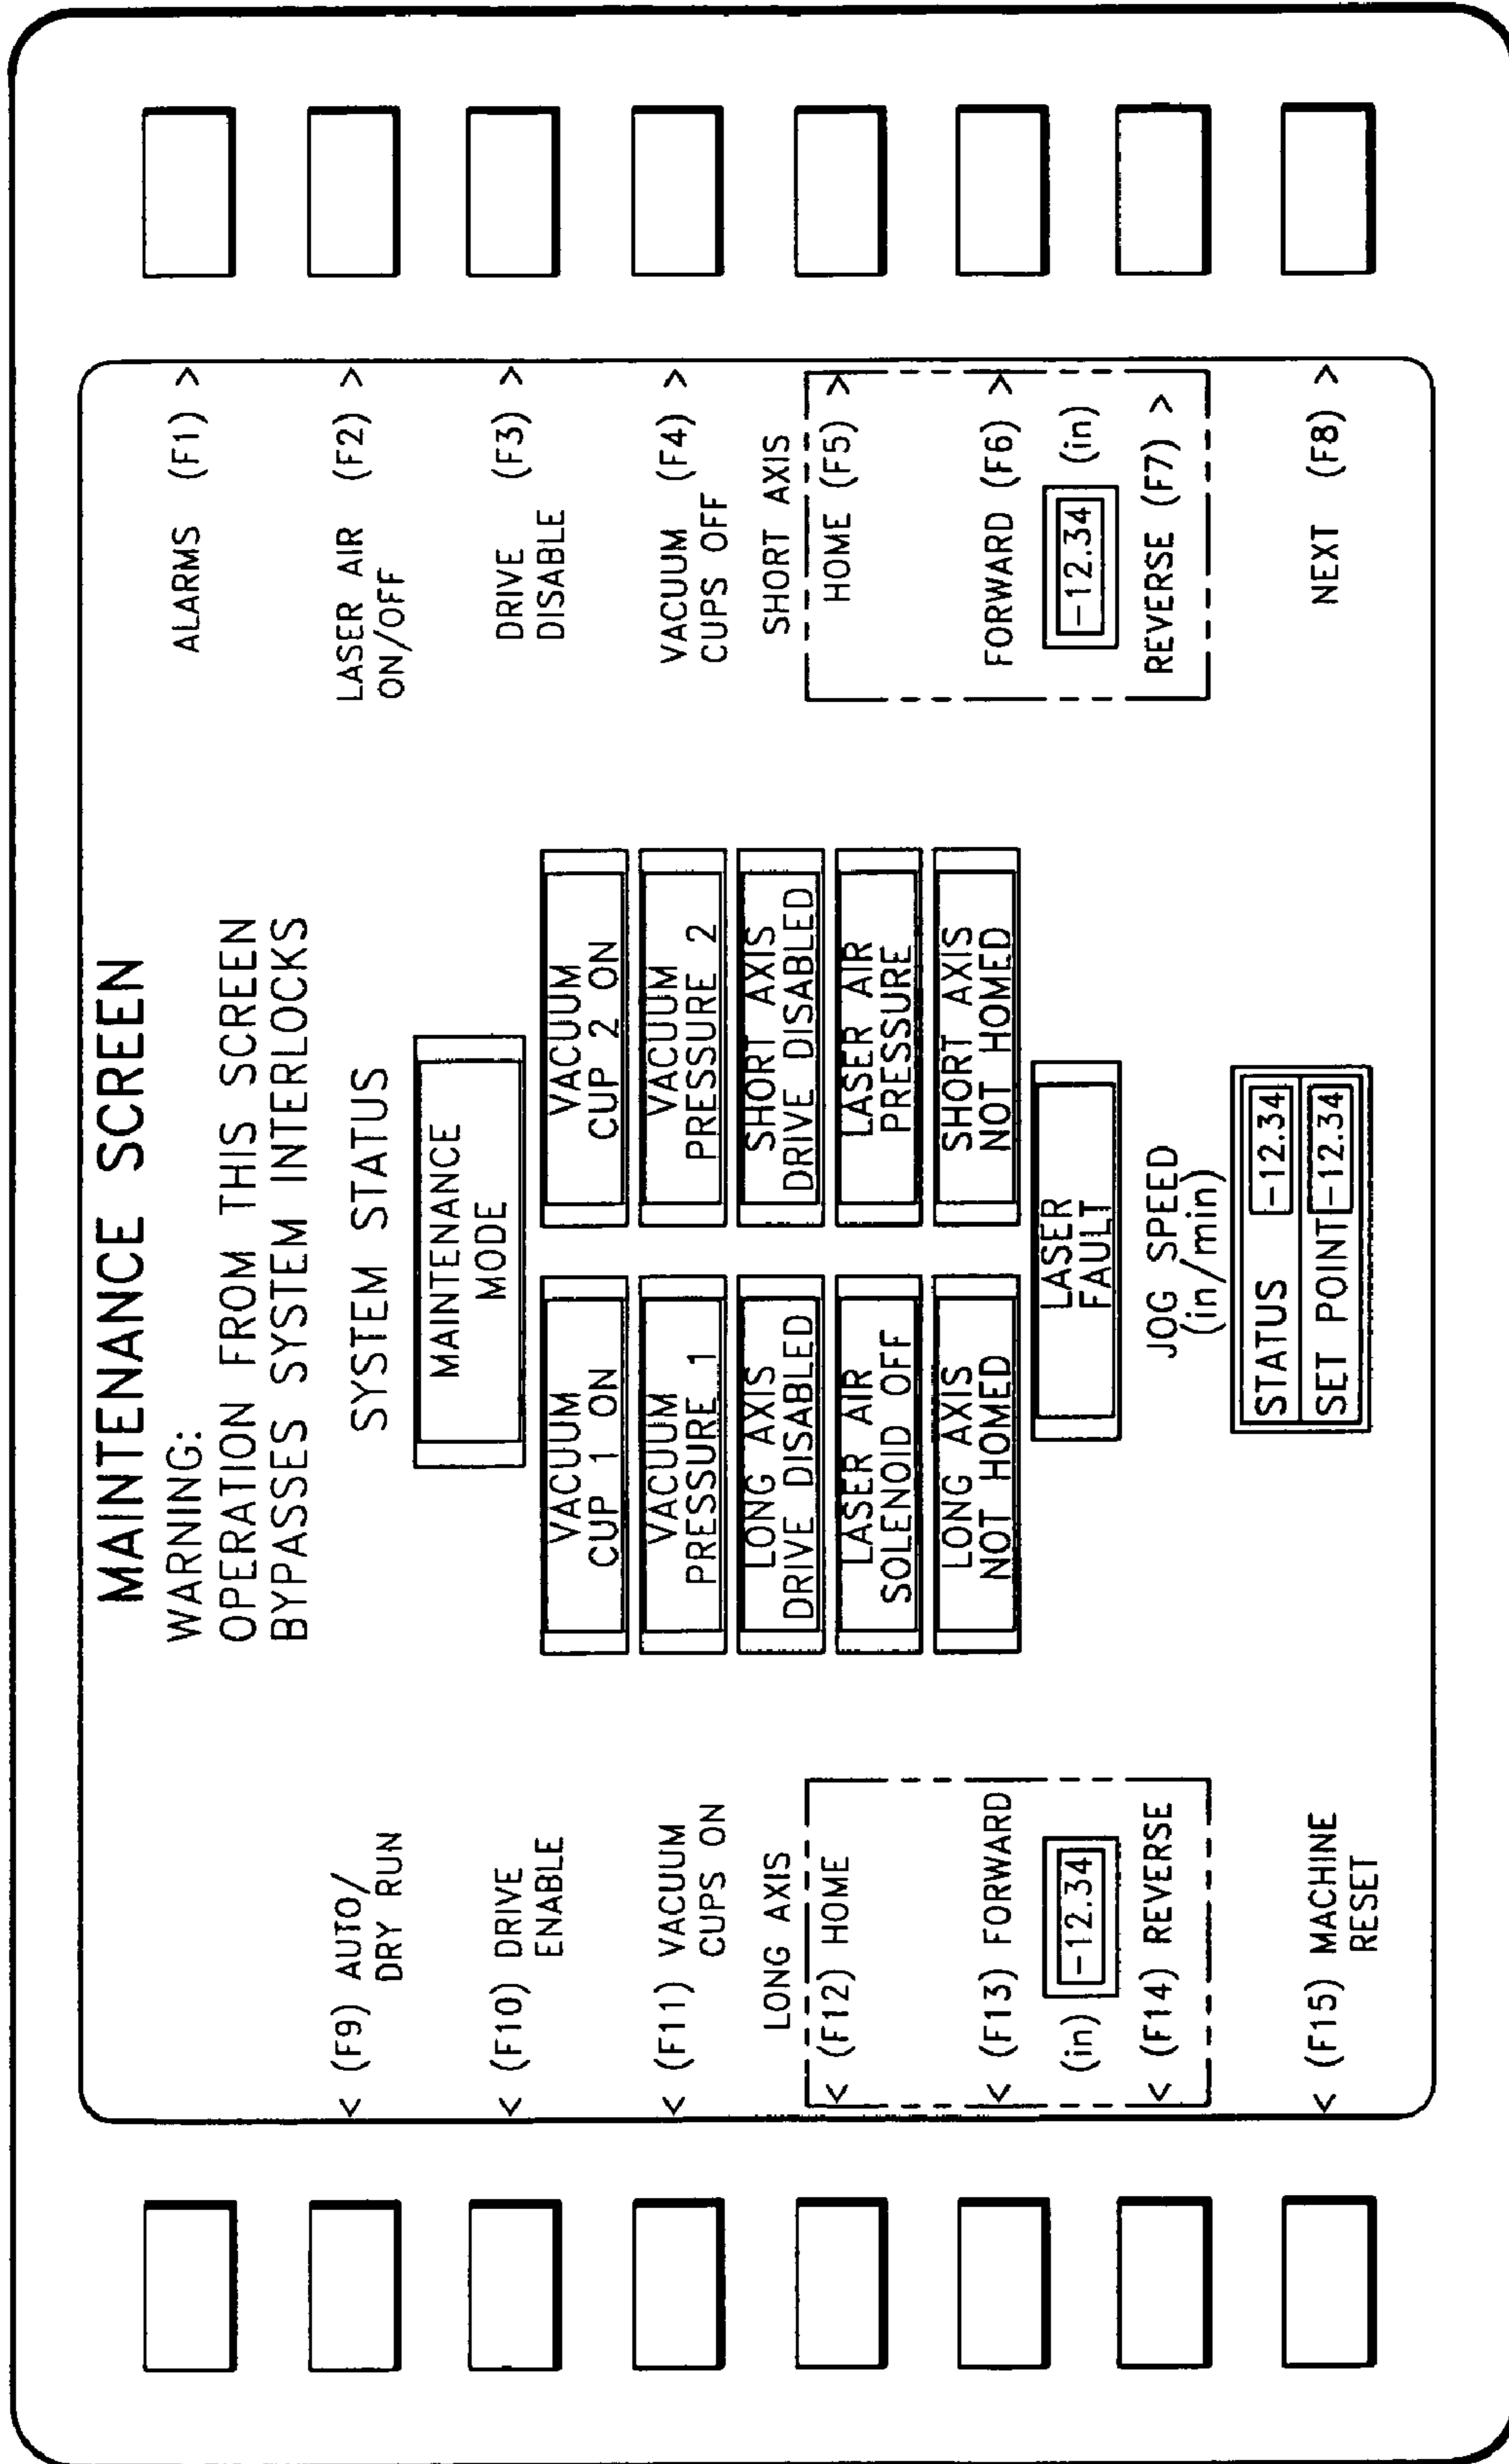 MAINTENANCE SCREEN
WARNING:
OPERATION FROM THIS SCREEN
BYPASSES SYSTEM INTERLOCKS
SYSTEM STATUS
MAINTENANCE
MODE
VACUUM
CUP 1 ON
VACUUM
CUP 2 ON
VACUUM
PRESSURE 1
VACUUM
PRESSURE 2
LONG AXIS
DRIVE DISABLED
SHORT AXIS
DRIVE DISABLED
LASER AIR
SOLENOID OFF
LASER AIR
PRESSURE
LONG AXIS
NOT HOMED
SHORT AXIS
NOT HOMED
LASER
FAULT
JOG SPEED
(in/min)
STATUS -12.34
SET POINT -12.34
< (F9) AUTO/
DRY RUN
< (F10) DRIVE
ENABLE
< (F11) VACUUM
CUPS ON
LONG AXIS
< (F12) HOME
< (F13) FORWARD
(in) -12.34
< (F14) REVERSE
< (F15) MACHINE
RESET
ALARMS (F1) >
LASER AIR (F2) >
ON/OFF
DRIVE (F3) >
DISABLE
VACUUM (F4) >
CUPS OFF
SHORT AXIS
HOME (F5) >
FORWARD (F6) >
-12.34 (in)
REVERSE (F7) >
NEXT (F8) >